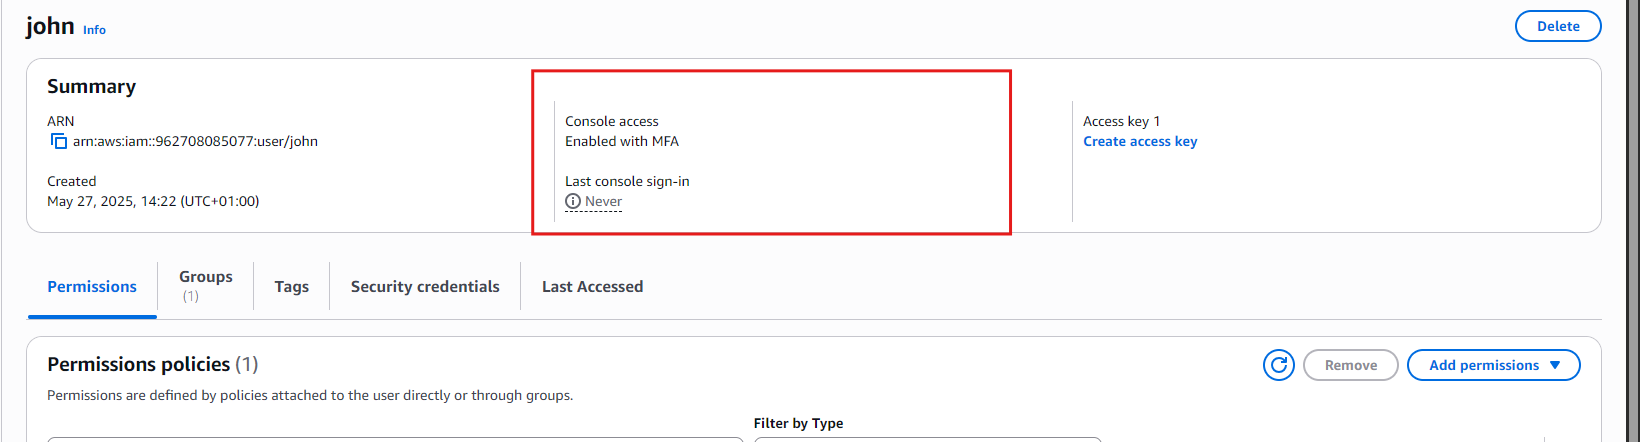 john Info
Delete
Summary
ARN
arn:aws:iam::962708085077:user/john
Created
May 27, 2025, 14:22 (UTC+01:00)
Console access
Enabled with MFA
Last console sign-in
Never
Access key 1
Create access key
Permissions
Groups
(1)
Tags
Security credentials
Last Accessed
Permissions policies (1)
Remove
Add permissions
Permissions are defined by policies attached to the user directly or through groups.
Filter by Type